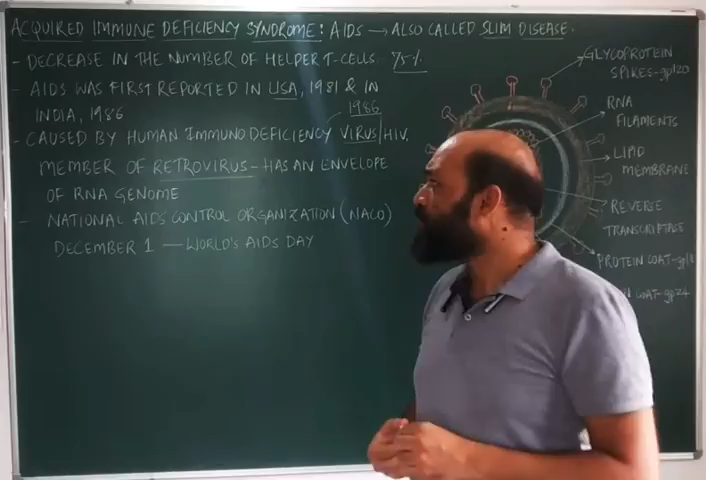 ACQUIRED IMMUNE DEFICIENCY SYNDROME: AIDS → ALSO CALLED SLIM DISEASE.
- DECREASE IN THE NUMBER OF HELPER T-CELLS. 75%
- AIDS WAS FIRST REPORTED IN USA, 1981 & IN
INDIA, 1986
1986
- CAUSED BY HUMAN IMMUNO DEFICIENCY VIRUS/HIV.
MEMBER OF RETROVIRUS - HAS AN ENVELOPE
OF RNA GENOME
- NATIONAL AIDS CONTROL ORGANIZATION (NACO)
DECEMBER 1 — WORLD'S AIDS DAY
GLYCOPROTEIN
SPIKES-gp120
RNA
FILAMENTS
LIPID
MEMBRANE
REVERSE
TRANSCRIPTASE
PROTEIN COAT-
COAT-gp24